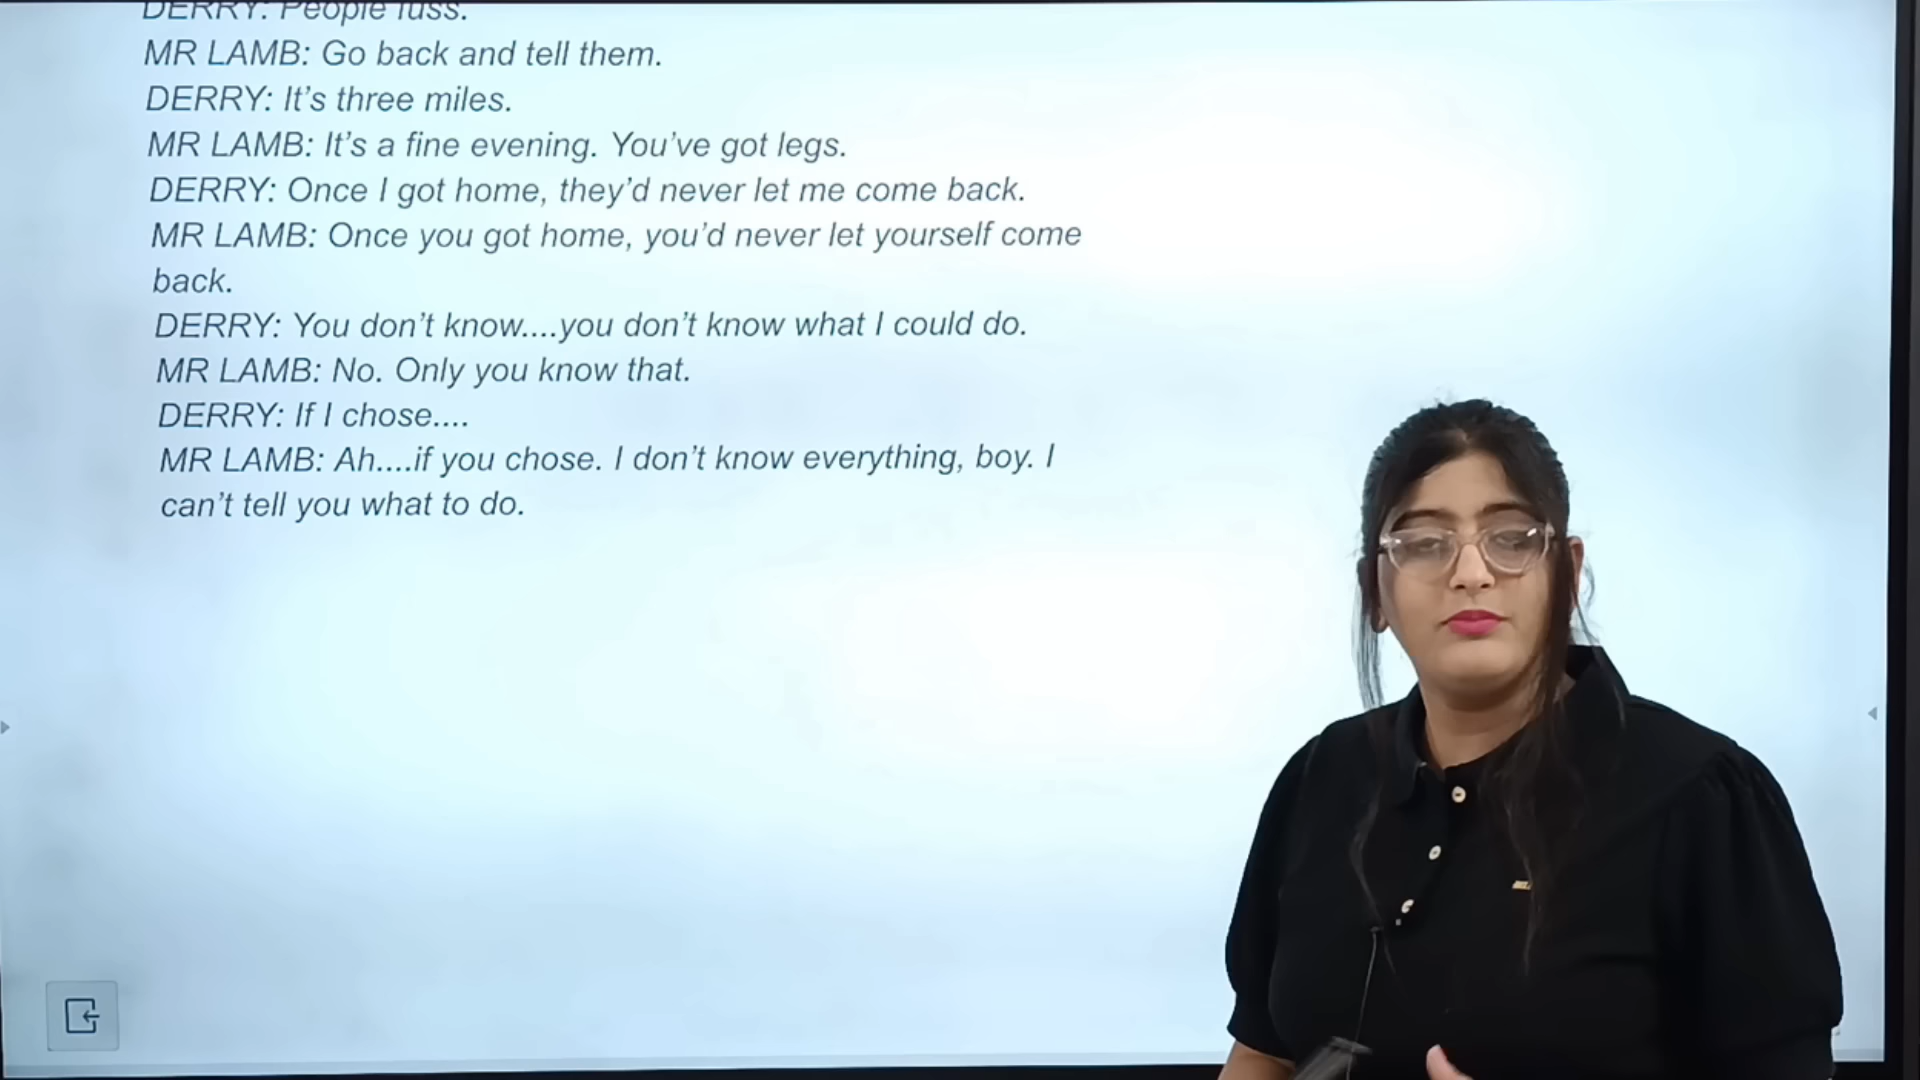 DERRY: People fuss.
MR LAMB: Go back and tell them.
DERRY: It's three miles.
MR LAMB: It's a fine evening. You've got legs.
DERRY: Once I got home, they'd never let me come back.
MR LAMB: Once you got home, you'd never let yourself come
back.
DERRY: You don't know....you don't know what I could do.
MR LAMB: No. Only you know that.
DERRY: If I chose....
MR LAMB: Ah....if you chose. I don't know everything, boy. I
can't tell you what to do.